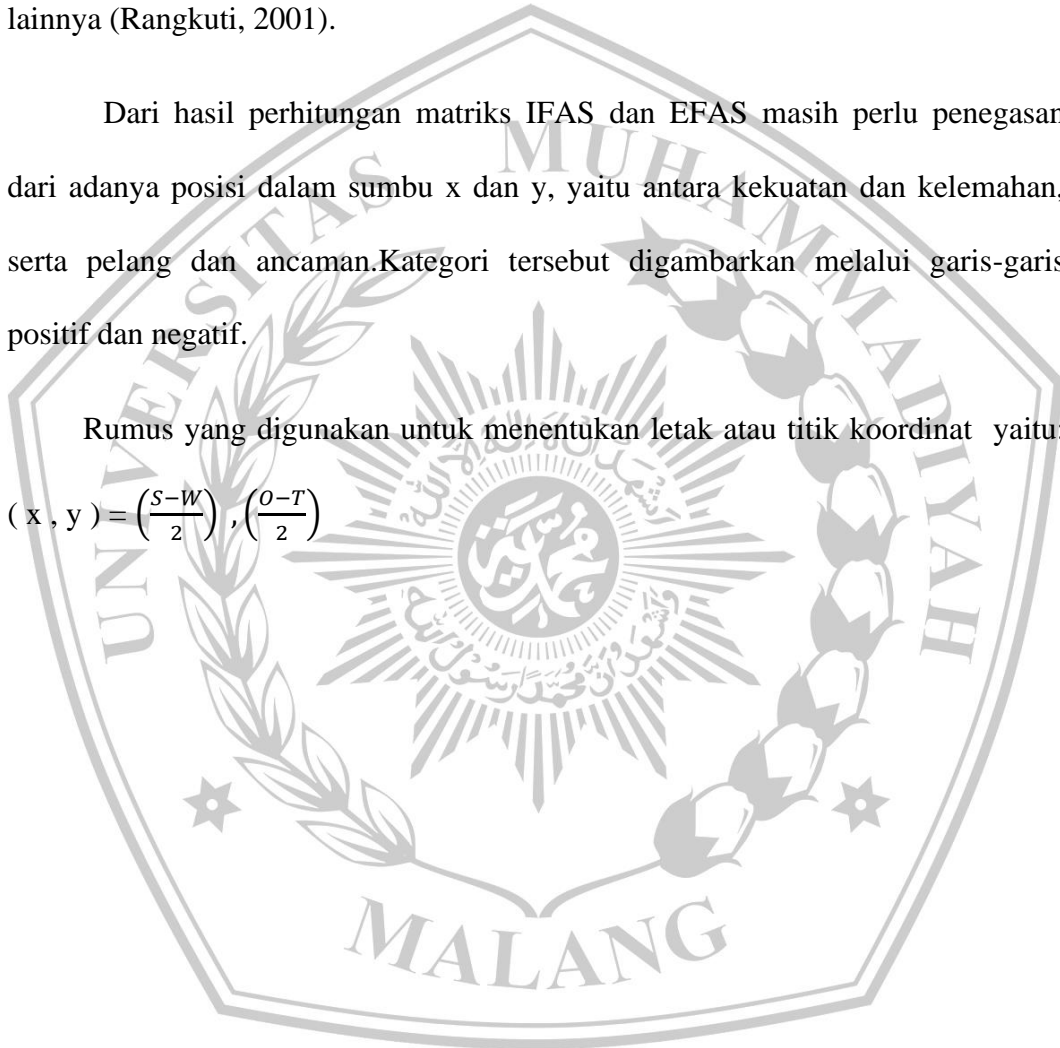 lainnya (Rangkuti, 2001).
Dari hasil perhitungan matriks IFAS dan EFAS masih perlu penegasan
dari adanya posisi dalam sumbu x dan y, yaitu antara kekuatan dan kelemahan,
serta pelang dan ancaman.Kategori tersebut digambarkan melalui garis-garis
positif dan negatif.
Rumus yang digunakan untuk menentukan letak atau titik koordinat yaitu:
( x , y ) = (S−W/2) , (O−T/2)
UNIVERSITAS MUHAMMADIYAH
MALANG